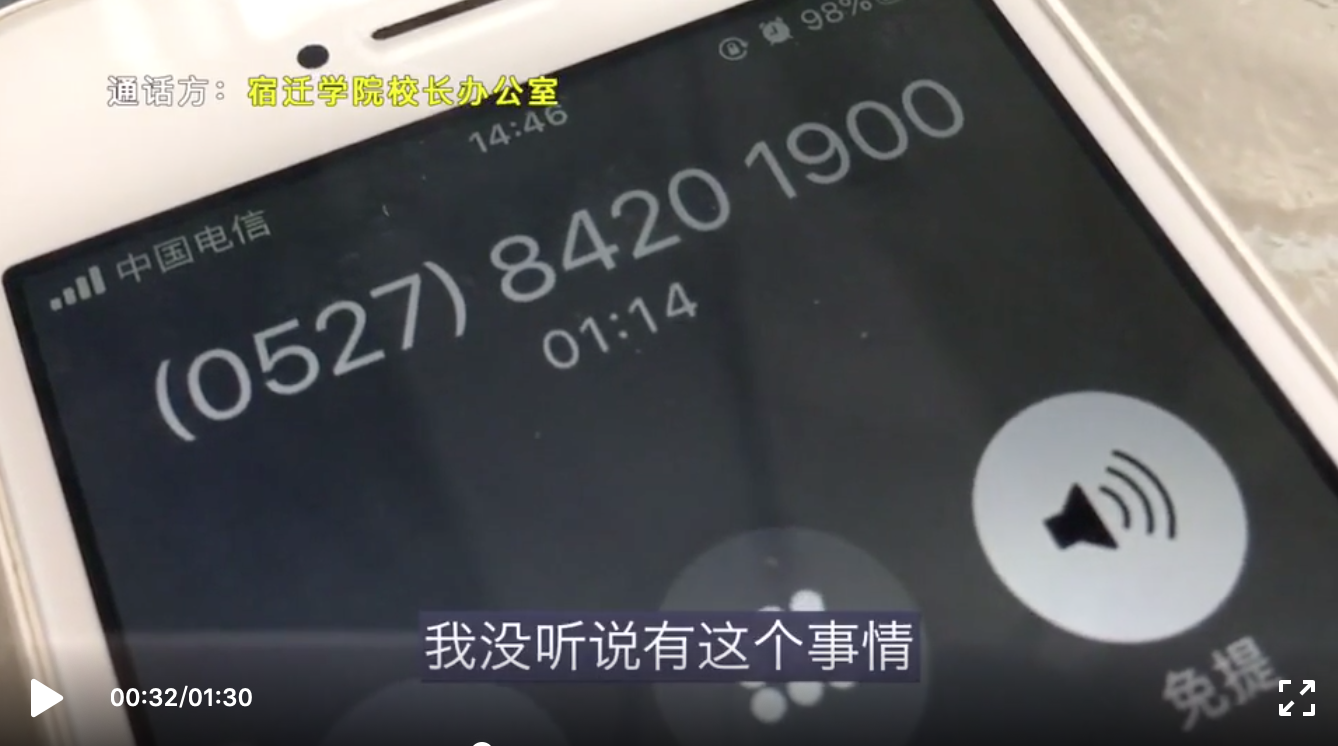 98%
通话方：宿迁学院校长办公室
14:46
中国电信
(0527) 8420 1900
01:14
我没听说有这个事情
免提
00:32/01:30